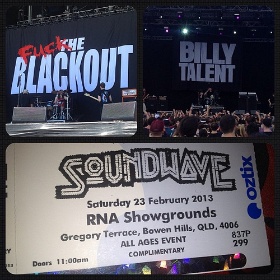 Fuck THE
BLACKOUT
BILLY
TALENT
SOUNDWAVE
Saturday 23 February 2013
RNA Showgrounds
Gregory Terrace, Bowen Hills, QLD, 4006
ALL AGES EVENT
COMPLIMENTARY
Doors 11:00am
837P
299
oztix